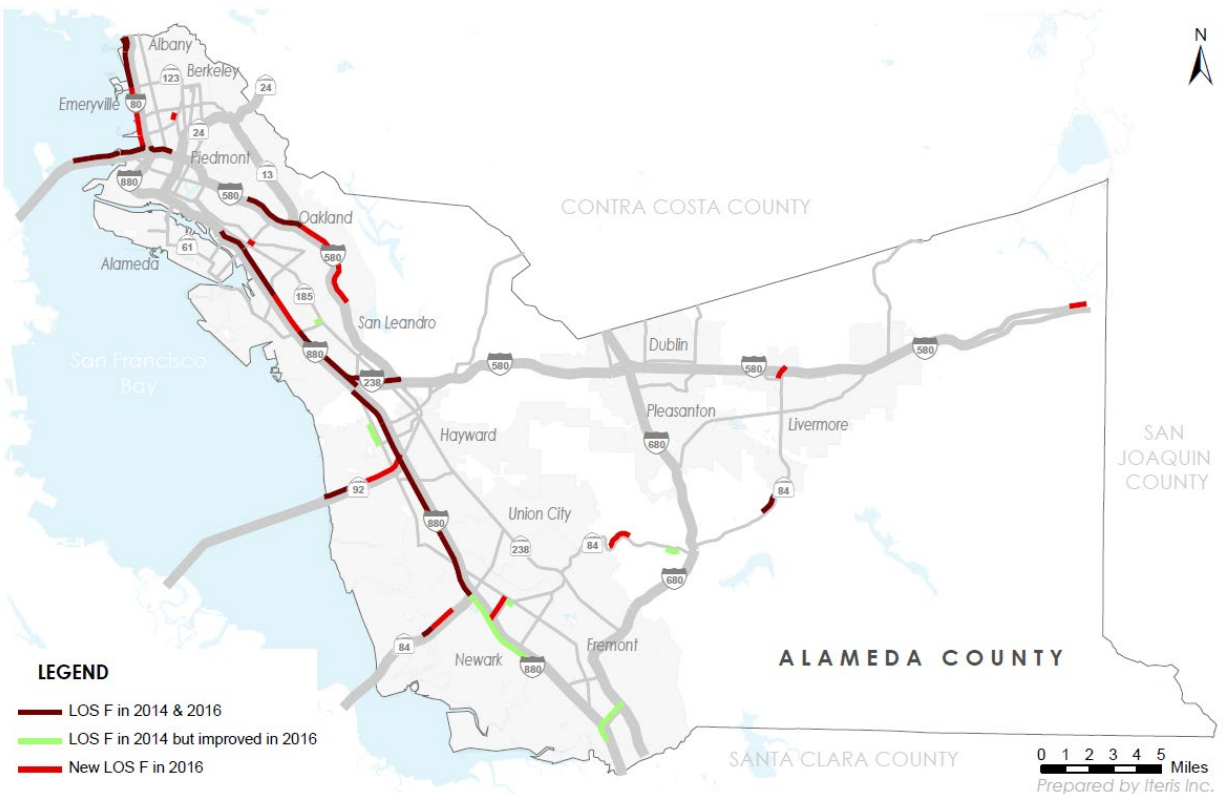 N
Albany
Berkeley
123
24
Emeryville
80
24
Piedmont
13
880
580
CONTRA COSTA COUNTY
Oakland
61
580
Alameda
185
San Leandro
San Francisco
Bay
880
Dublin
580
580
580
238
Pleasanton
Livermore
Hayward
680
SAN
JOAQUIN
COUNTY
92
84
Union City
880
238
84
680
84
Fremont
Newark
880
ALAMEDA COUNTY
LEGEND
LOS F in 2014 & 2016
LOS F in 2014 but improved in 2016
New LOS F in 2016
SANTA CLARA COUNTY
0 1 2 3 4 5
Miles
Prepared by Iteris Inc.